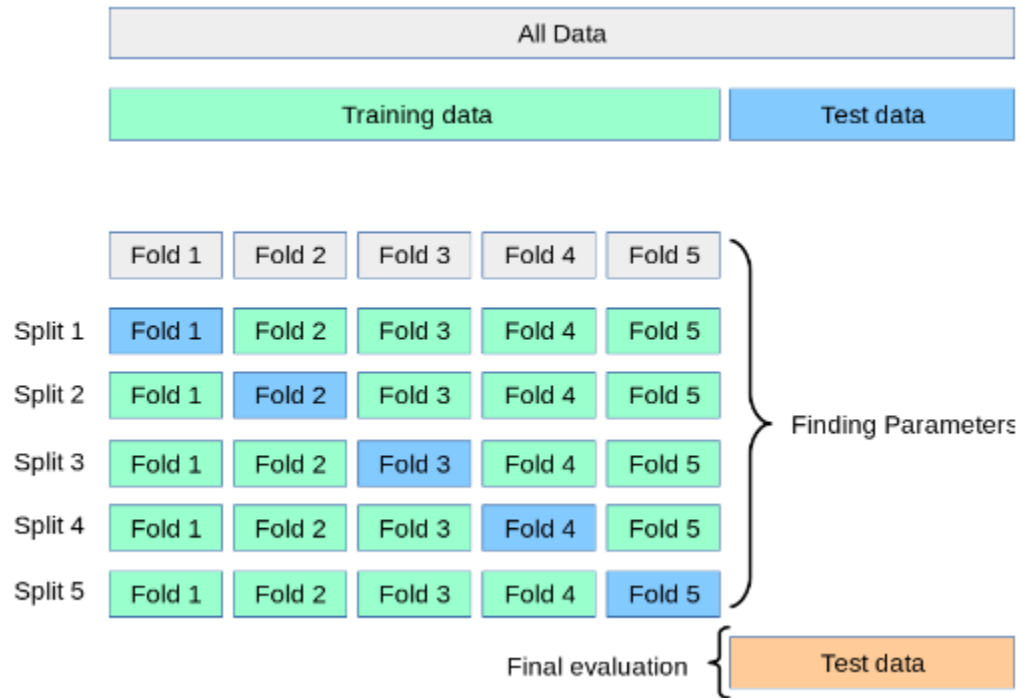 All Data
Training data Test data
Fold 1 Fold 2 Fold 3 Fold 4 Fold 5
Split 1 Fold 1 Fold 2 Fold 3 Fold 4 Fold 5
Split 2 Fold 1 Fold 2 Fold 3 Fold 4 Fold 5
Finding Parameters
Split 3 Fold 1 Fold 2 Fold 3 Fold 4 Fold 5
Split 4 Fold 1 Fold 2 Fold 3 Fold 4 Fold 5
Split 5 Fold 1 Fold 2 Fold 3 Fold 4 Fold 5
Final evaluation Test data